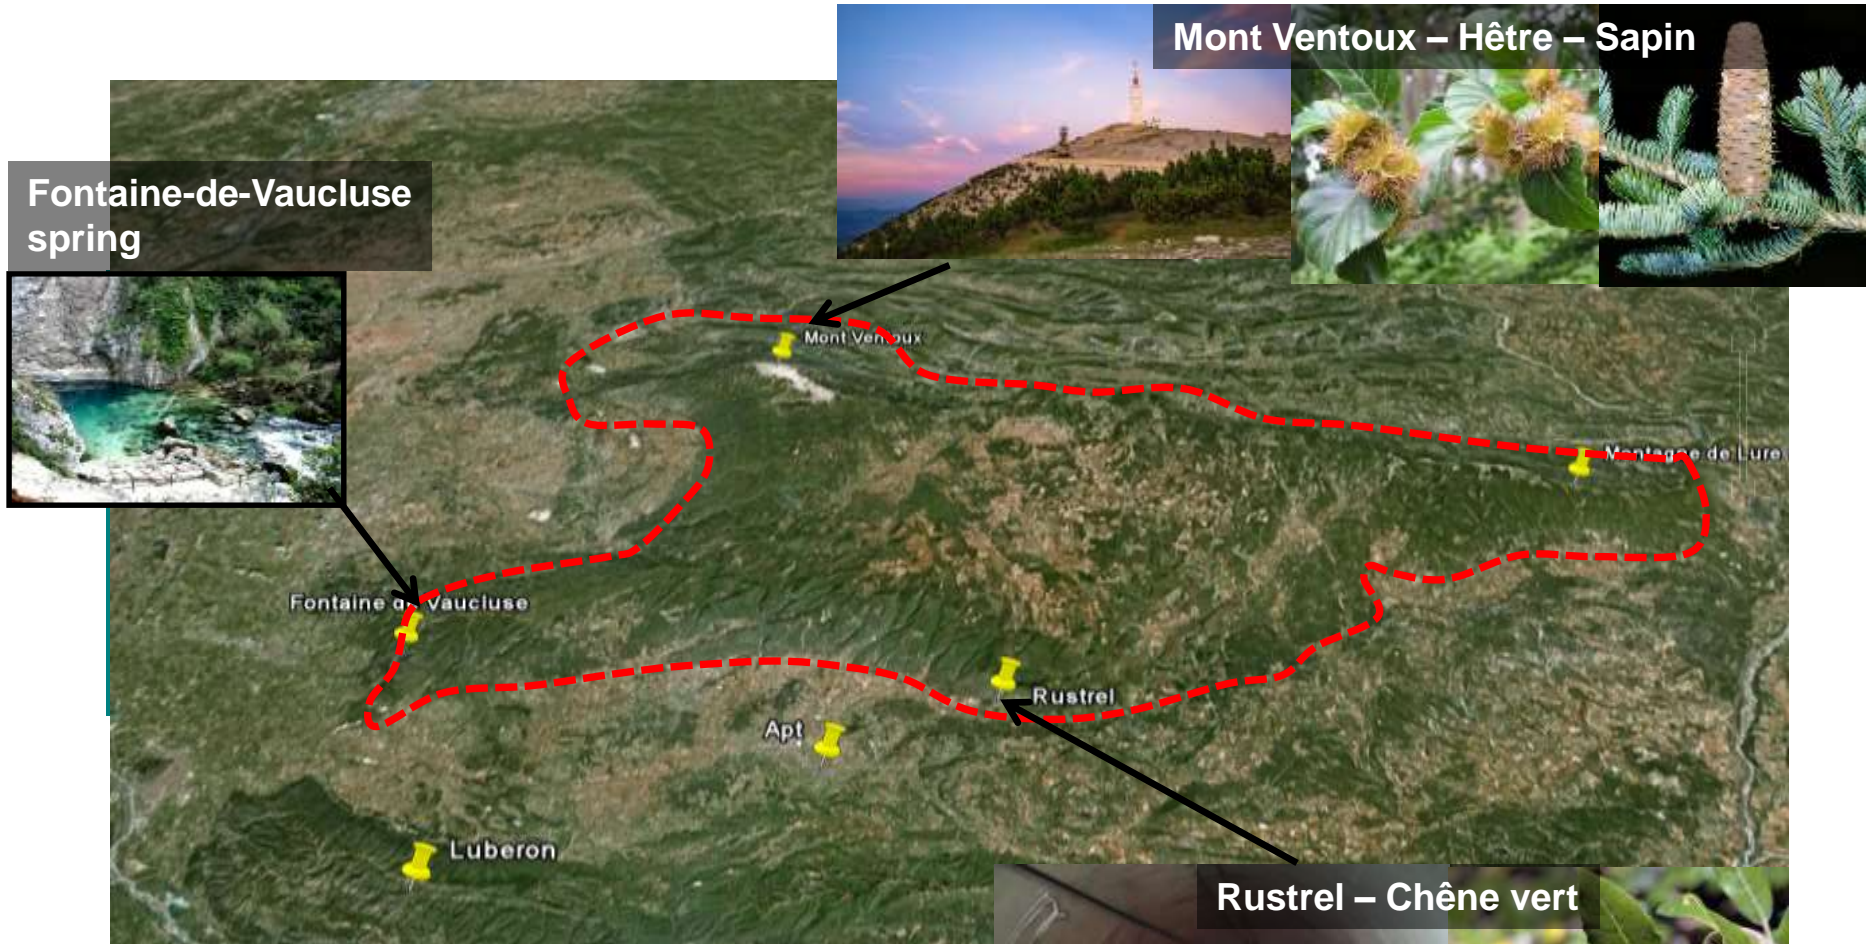 Mont Ventoux – Hêtre – Sapin
Fontaine-de-Vaucluse
spring
Mont Ventoux
Montagne de Lure
Fontaine de Vaucluse
Rustrel
Apt
Luberon
Rustrel – Chêne vert